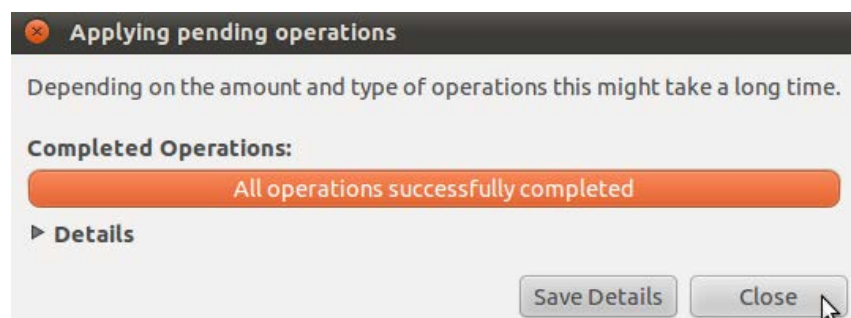 Applying pending operations
Depending on the amount and type of operations this might take a long time.
Completed Operations:
All operations successfully completed
Details
Save Details Close